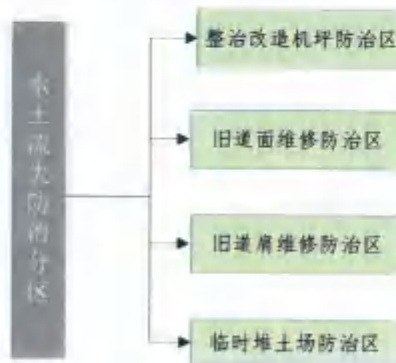 水土流失防治分区
整治改造机坪防治区
旧道面维修防治区
旧道肩维修防治区
临时堆土场防治区